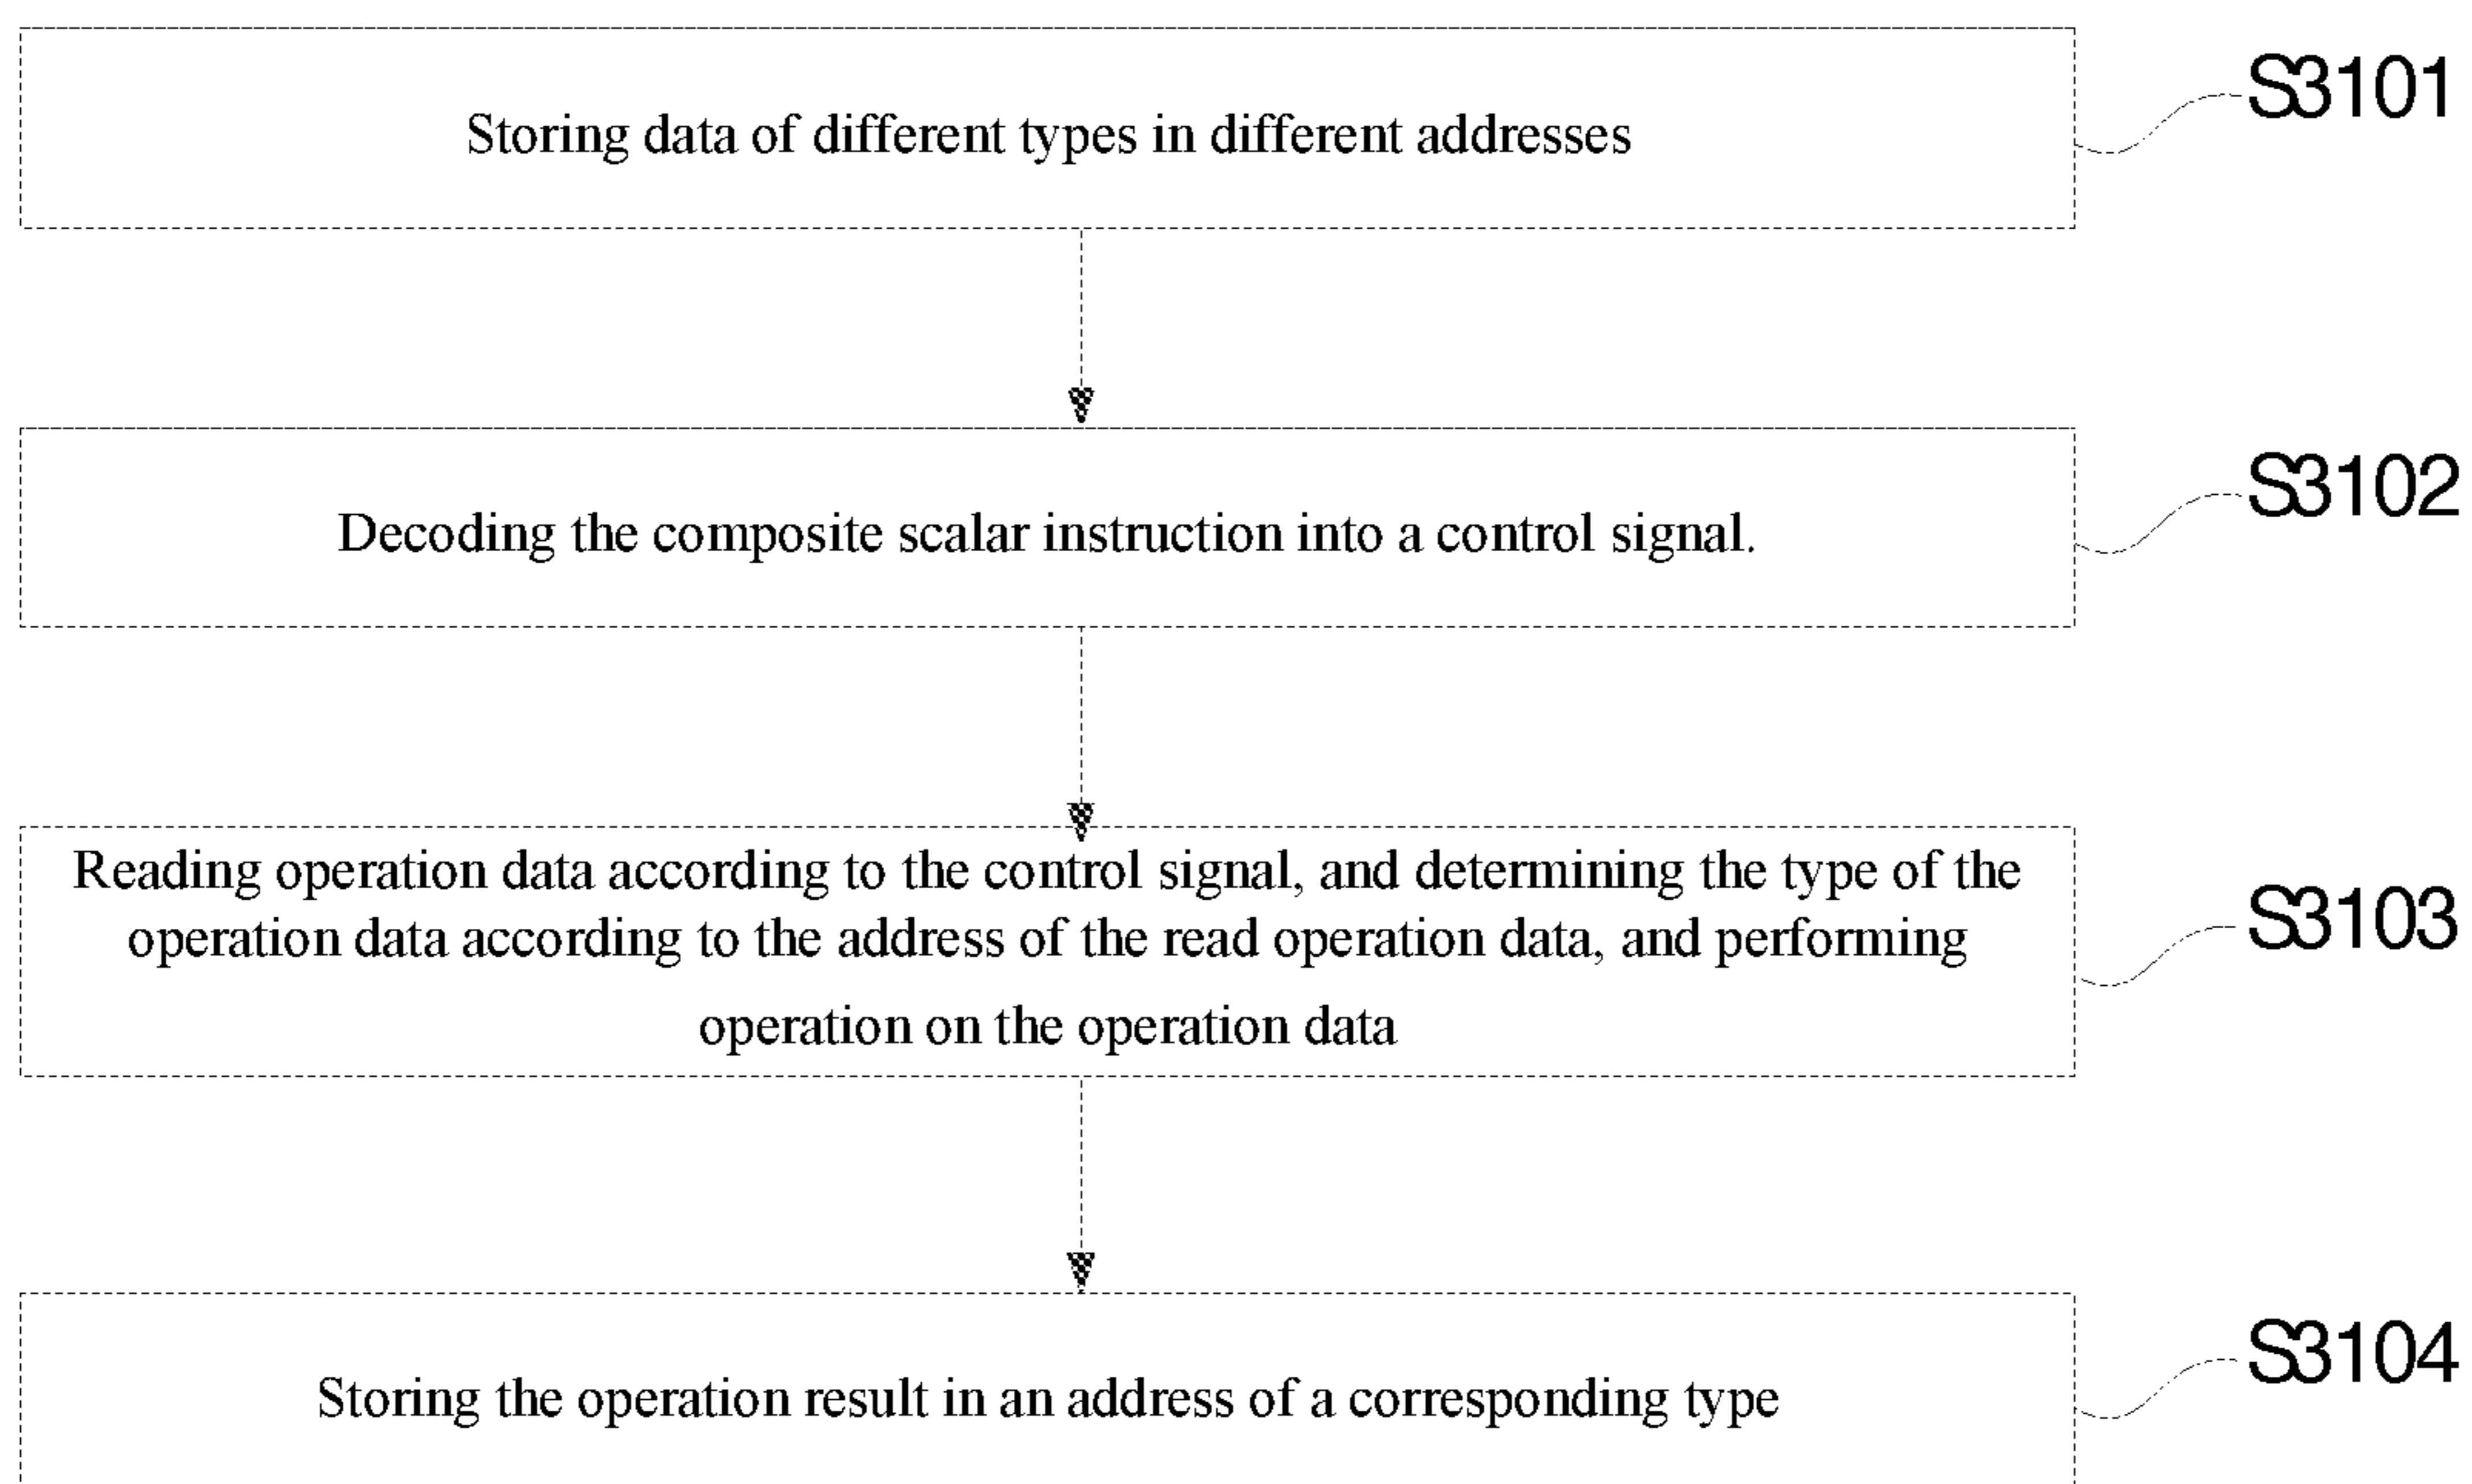 Storing data of different types in different addresses
S3101
Decoding the composite scalar instruction into a control signal.
S3102
Reading operation data according to the control signal, and determining the type of the
operation data according to the address of the read operation data, and performing
operation on the operation data
S3103
Storing the operation result in an address of a corresponding type
S3104